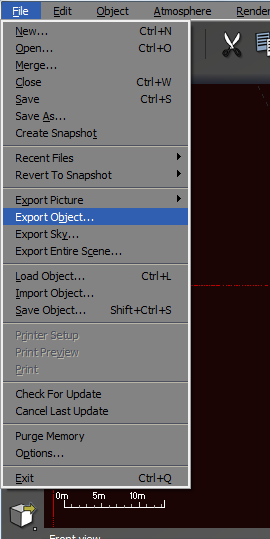 File Edit Object Atmosphere Render
New... Ctrl+N
Open... Ctrl+O
Merge...
Close Ctrl+W
Save Ctrl+S
Save As...
Create Snapshot
Recent Files
Revert To Snapshot
Export Picture
Export Object...
Export Sky...
Export Entire Scene...
Load Object... Ctrl+L
Import Object...
Save Object... Shift+Ctrl+S
Printer Setup
Print Preview
Print
Check For Update
Cancel Last Update
Purge Memory
Options...
Exit Ctrl+Q
0m 5m 10m
Front view